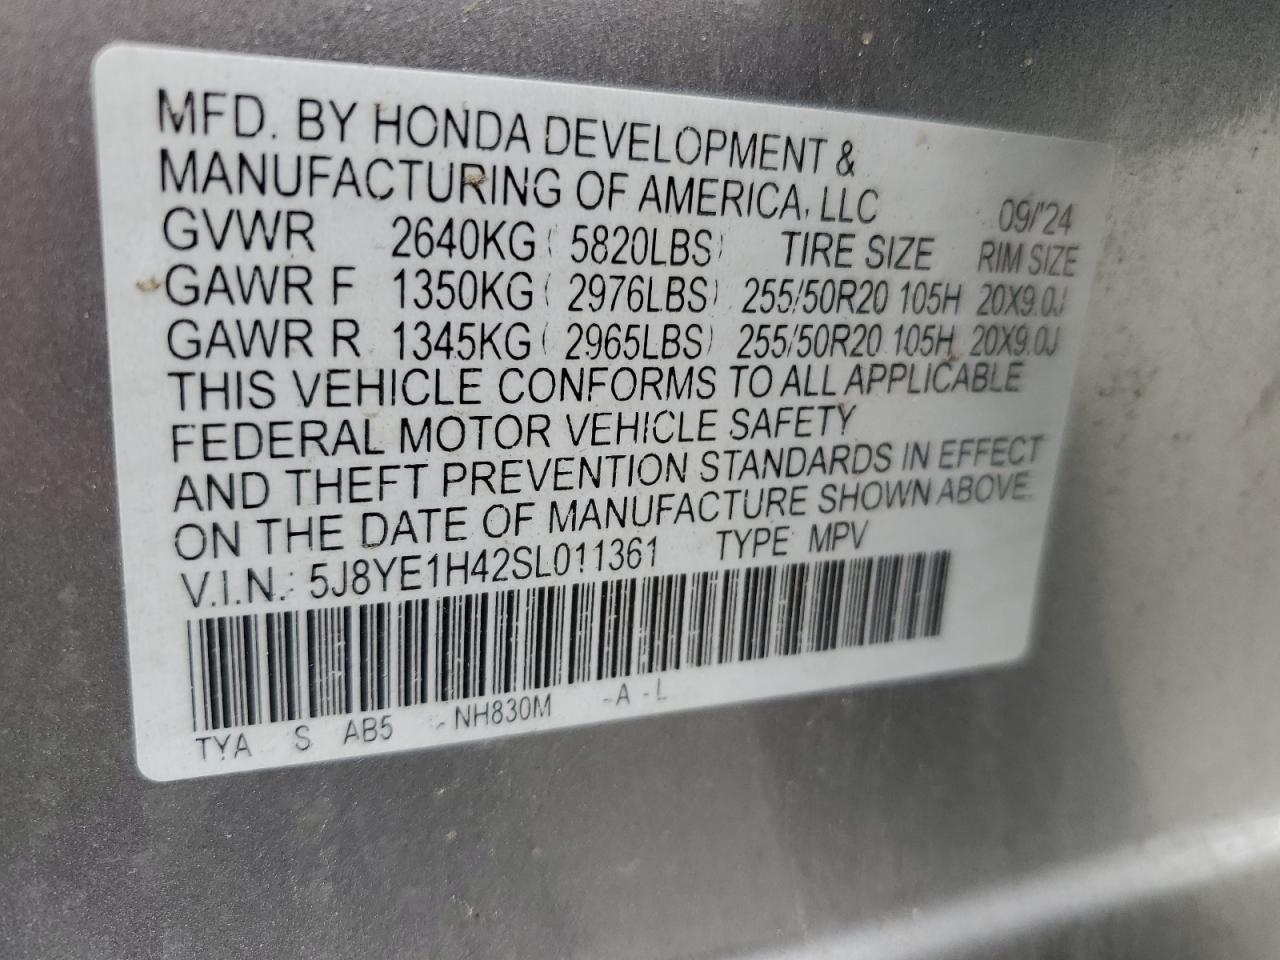 MFD. BY HONDA DEVELOPMENT &
MANUFACTURING OF AMERICA, LLC 09/'24
GVWR 2640KG ( 5820LBS) TIRE SIZE RIM SIZE
GAWR F 1350KG ( 2976LBS) 255/50R20 105H 20X9.0J
GAWR R 1345KG ( 2965LBS) 255/50R20 105H 20X9.0J
THIS VEHICLE CONFORMS TO ALL APPLICABLE
FEDERAL MOTOR VEHICLE SAFETY
AND THEFT PREVENTION STANDARDS IN EFFECT
ON THE DATE OF MANUFACTURE SHOWN ABOVE.
V.I.N.: 5J8YE1H42SL011361 TYPE: MPV
TYA S AB5 - NH830M -A -L